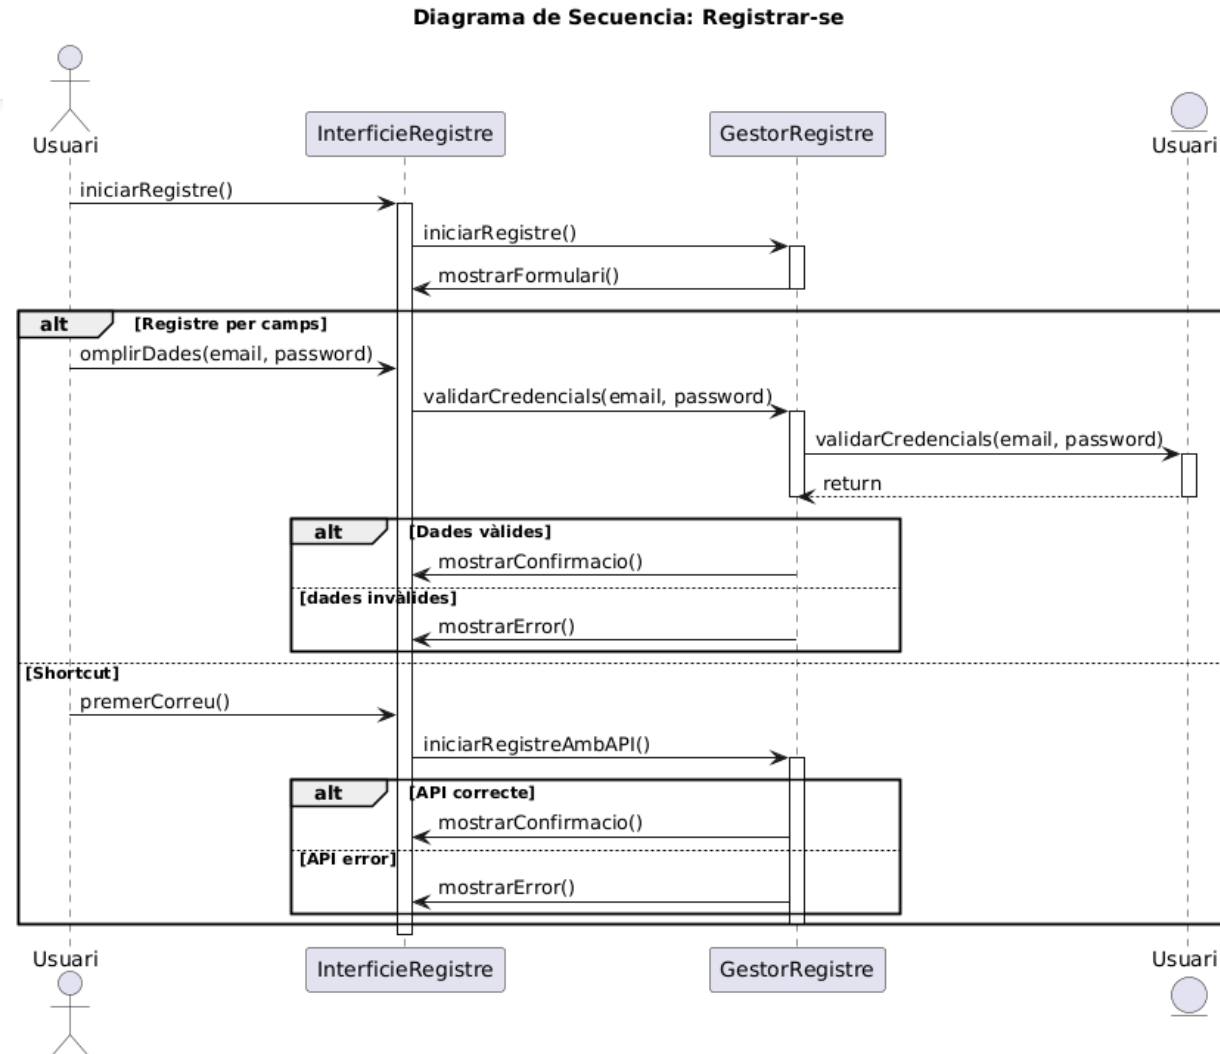 Diagrama de Secuencia: Registrar-se
Usuari
InterficieRegistre
GestorRegistre
Usuari
iniciarRegistre()
iniciarRegistre()
mostrarFormulari()
alt [Registre per camps]
omplirDades(email, password)
validarCredencials(email, password)
validarCredencials(email, password)
return
alt [Dades vàlides]
mostrarConfirmacio()
[dades invàlides]
mostrarError()
[Shortcut]
premerCorreu()
iniciarRegistreAmbAPI()
alt [API correcte]
mostrarConfirmacio()
[API error]
mostrarError()
Usuari
InterficieRegistre
GestorRegistre
Usuari